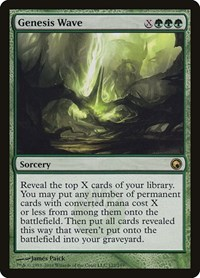 Genesis Wave X
Sorcery
Reveal the top X cards of your library.
You may put any number of permanent
cards with converted mana cost X
or less from among them onto the
battlefield. Then put all cards revealed
this way that weren't put onto the
battlefield into your graveyard.
James Paick